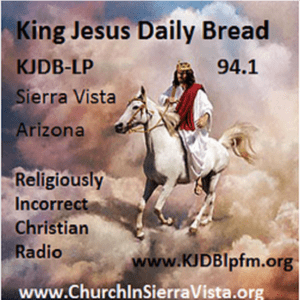 King Jesus Daily Bread
KJDB-LP 94.1
Sierra Vista
Arizona
Religiously
Incorrect
Christian
Radio
www.KJDBlpfm.org
www.ChurchInSierraVista.org